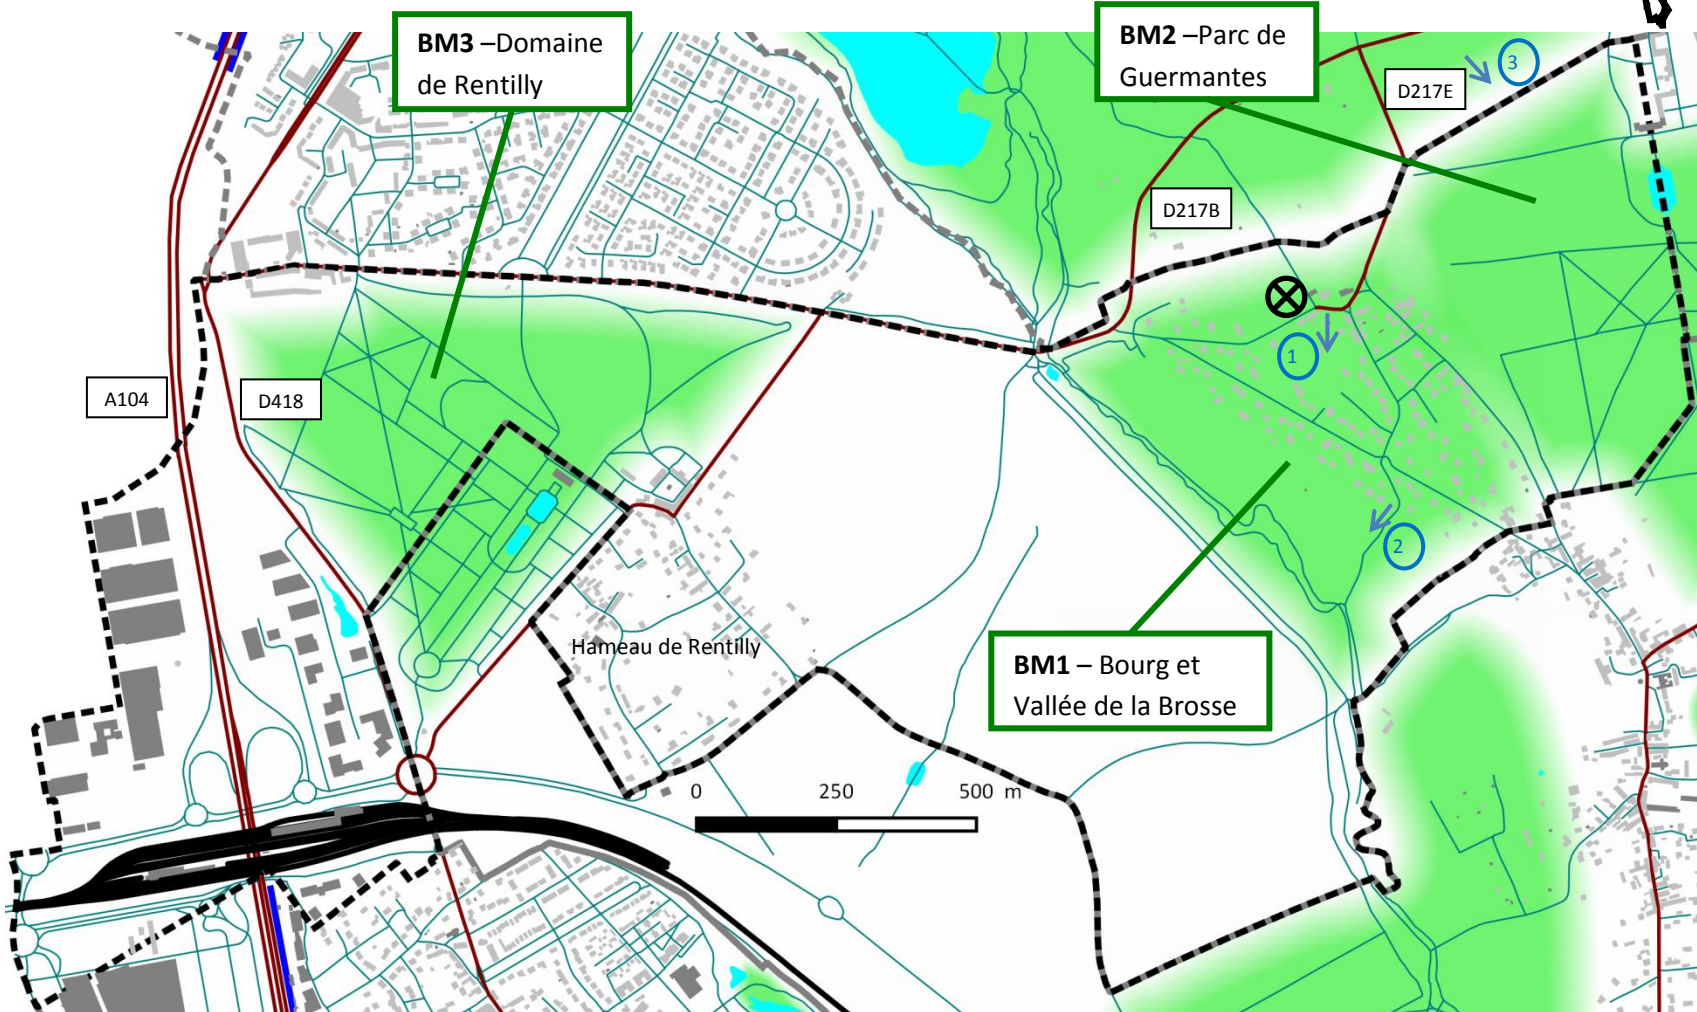 BM3 –Domaine
de Rentilly
BM2 –Parc de
Guermantes
3
D217E
D217B
1
A104
D418
2
Hameau de Rentilly
BM1 – Bourg et
Vallée de la Brosse
0 250 500 m